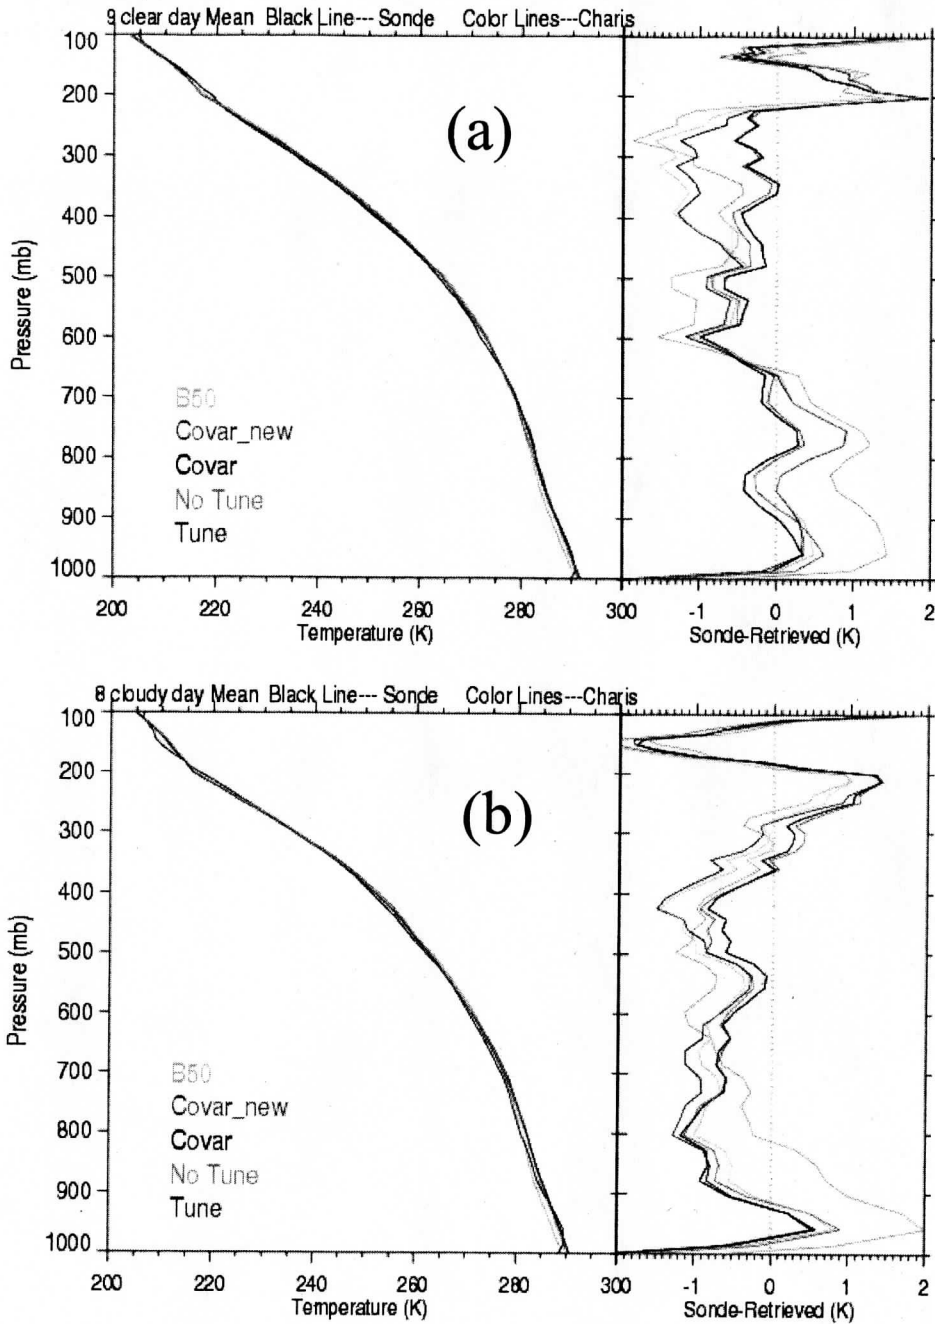 9 clear day Mean Black Line--- Sonde Color Lines---Charis
100
200
300
400
500
600
700
800
900
1000
Pressure (mb)
(a)
B50
Covar_new
Covar
No Tune
Tune
200 220 240 260 280 300 -1 0 1 2
Temperature (K) Sonde-Retrieved (K)
8 cloudy day Mean Black Line--- Sonde Color Lines---Charis
100
200
300
400
500
600
700
800
900
1000
Pressure (mb)
(b)
B50
Covar_new
Covar
No Tune
Tune
200 220 240 260 280 300 -1 0 1 2
Temperature (K) Sonde-Retrieved (K)